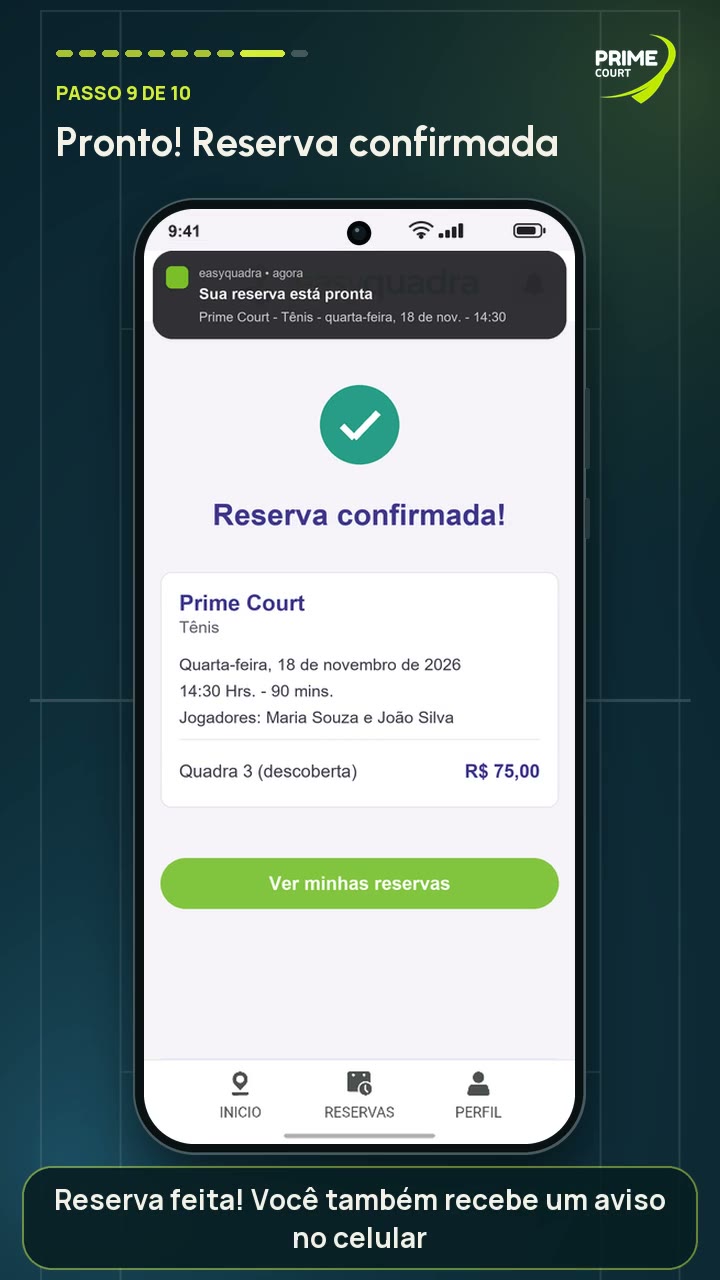 PASSO 9 DE 10
PRIME
COURT
Pronto! Reserva confirmada
9:41
easyquadra • agora
Sua reserva está pronta
Prime Court - Tênis - quarta-feira, 18 de nov. - 14:30
Reserva confirmada!
Prime Court
Tênis
Quarta-feira, 18 de novembro de 2026
14:30 Hrs. - 90 mins.
Jogadores: Maria Souza e João Silva
Quadra 3 (descoberta) R$ 75,00
Ver minhas reservas
INICIO RESERVAS PERFIL
Reserva feita! Você também recebe um aviso
no celular